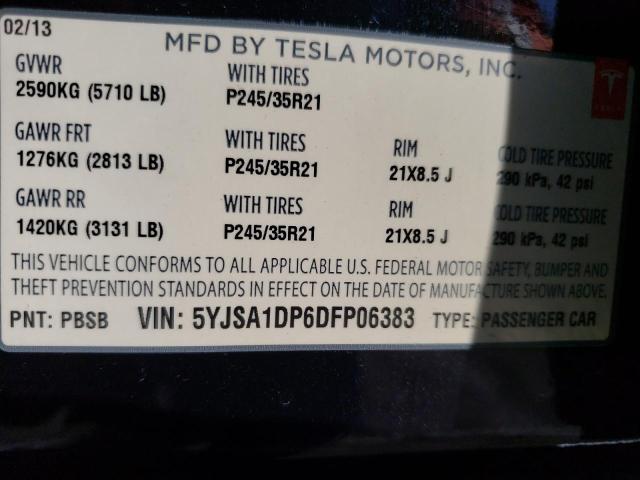 02/13
MFD BY TESLA MOTORS, INC.
TESLA
GVWR WITH TIRES
2590KG (5710 LB) P245/35R21
GAWR FRT WITH TIRES RIM COLD TIRE PRESSURE
1276KG (2813 LB) P245/35R21 21X8.5 J 290 kPa, 42 psi
GAWR RR WITH TIRES RIM COLD TIRE PRESSURE
1420KG (3131 LB) P245/35R21 21X8.5 J 290 kPa, 42 psi
THIS VEHICLE CONFORMS TO ALL APPLICABLE U.S. FEDERAL MOTOR SAFETY, BUMPER AND
THEFT PREVENTION STANDARDS IN EFFECT ON THE DATE OF MANUFACTURE SHOWN ABOVE.
PNT: PBSB VIN: 5YJSA1DP6DFP06383 TYPE: PASSENGER CAR